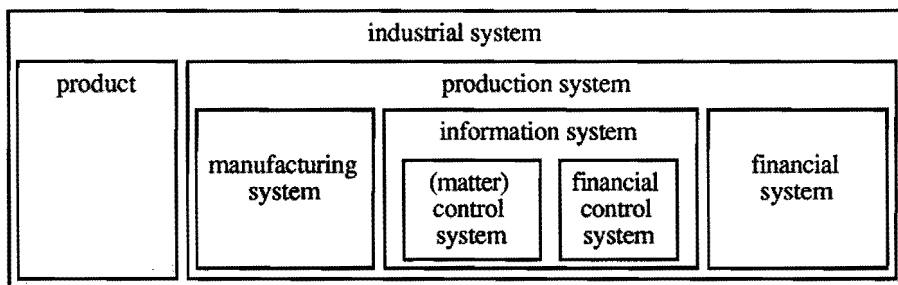 industrial system
product
production system
manufacturing
system
information system
(matter)
control
system
financial
control
system
financial
system